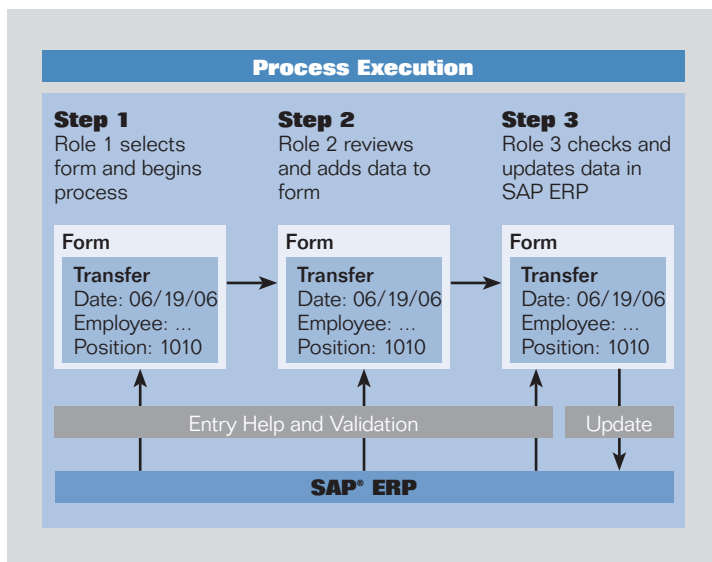 Process Execution
Step 1
Role 1 selects
form and begins
process
Step 2
Role 2 reviews
and adds data to
form
Step 3
Role 3 checks and
updates data in
SAP ERP
Form
Transfer
Date: 06/19/06
Employee: ...
Position: 1010
Form
Transfer
Date: 06/19/06
Employee: ...
Position: 1010
Form
Transfer
Date: 06/19/06
Employee: ...
Position: 1010
Entry Help and Validation
Update
SAP® ERP